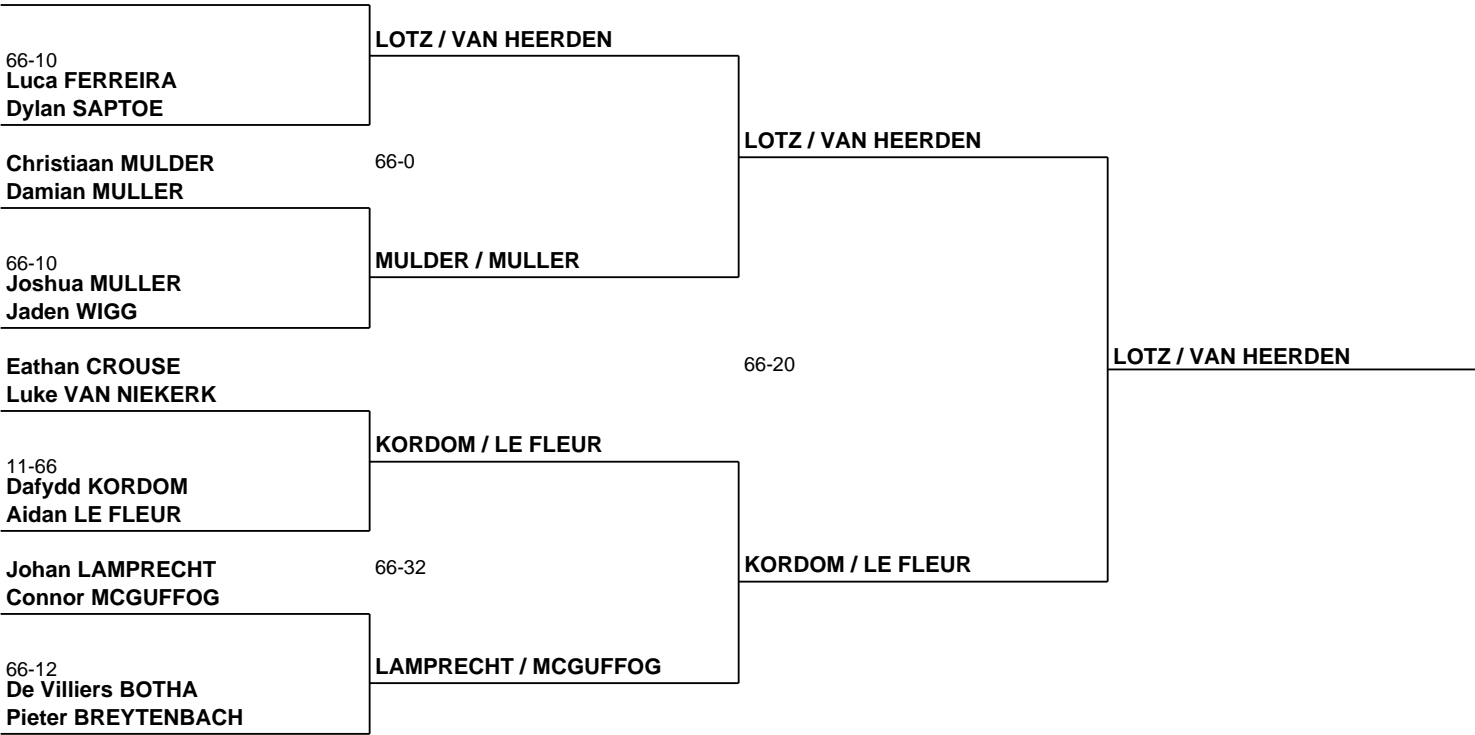 LOTZ / VAN HEERDEN
66-10
Luca FERREIRA
Dylan SAPTOE
LOTZ / VAN HEERDEN
Christiaan MULDER
66-0
Damian MULLER
MULDER / MULLER
66-10
Joshua MULLER
Jaden WIGG
LOTZ / VAN HEERDEN
Eathan CROUSE
66-20
Luke VAN NIEKERK
KORDOM / LE FLEUR
11-66
Dafydd KORDOM
Aidan LE FLEUR
KORDOM / LE FLEUR
Johan LAMPRECHT
66-32
Connor MCGUFFOG
LAMPRECHT / MCGUFFOG
66-12
De Villiers BOTHA
Pieter BREYTENBACH